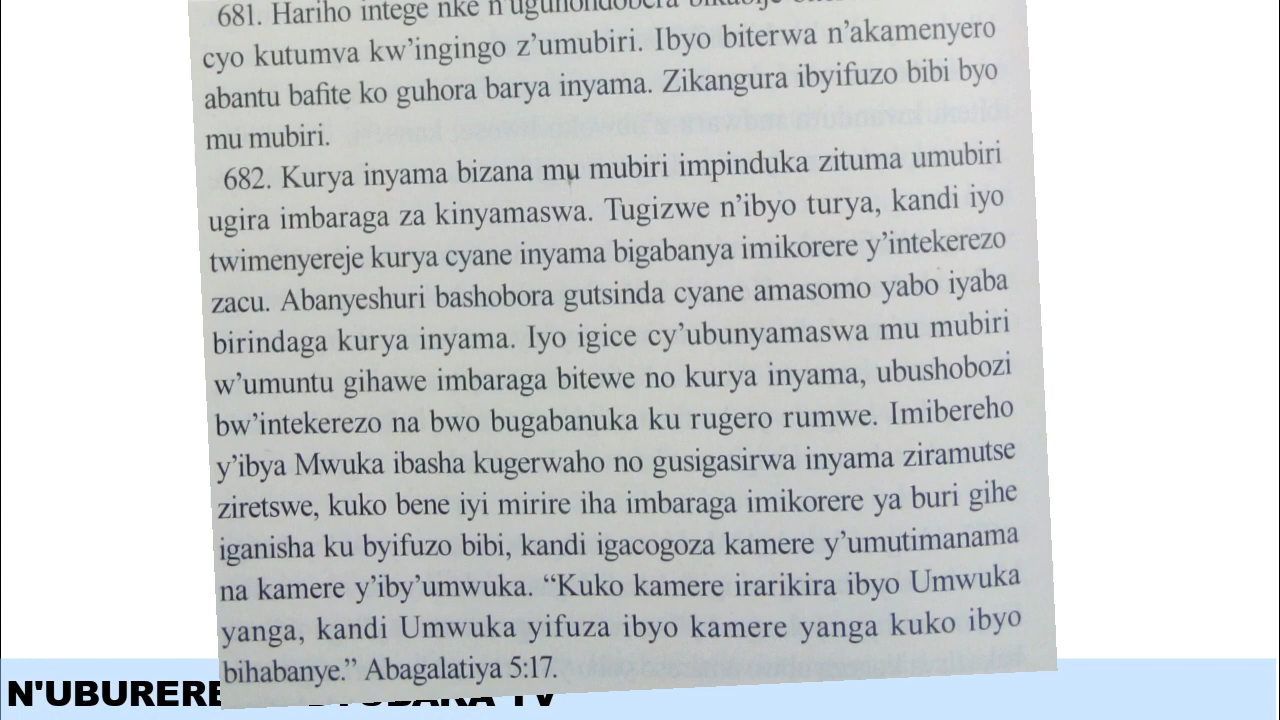 681. Hariho intege nke n'uguhondobera
cyo kutumva kw'ingingo z'umubiri. Ibyo biterwa n'akamenyero
abantu bafite ko guhora barya inyama. Zikangura ibyifuzo bibi byo
mu mubiri.
682. Kurya inyama bizana mu mubiri impinduka zituma umubiri
ugira imbaraga za kinyamaswa. Tugizwe n'ibyo turya, kandi iyo
twimenyereje kurya cyane inyama bigabanya imikorere y'intekerezo
zacu. Abanyeshuri bashobora gutsinda cyane amasomo yabo iyaba
birindaga kurya inyama. Iyo igice cy'ubunyamaswa mu mubiri
w'umuntu gihawe imbaraga bitewe no kurya inyama, ubushobozi
bw'intekerezo na bwo bugabanuka ku rugero rumwe. Imibereho
y'ibya Mwuka ibasha kugerwaho no gusigasirwa inyama ziramutse
ziretswe, kuko bene iyi mirire iha imbaraga imikorere ya buri gihe
iganisha ku byifuzo bibi, kandi igacogoza kamere y'umutimanama
na kamere y'iby'umwuka. “Kuko kamere irarikira ibyo Umwuka
yanga, kandi Umwuka yifuza ibyo kamere yanga kuko ibyo
bihabanye.” Abagalatiya 5:17.
N'UBURERE TV